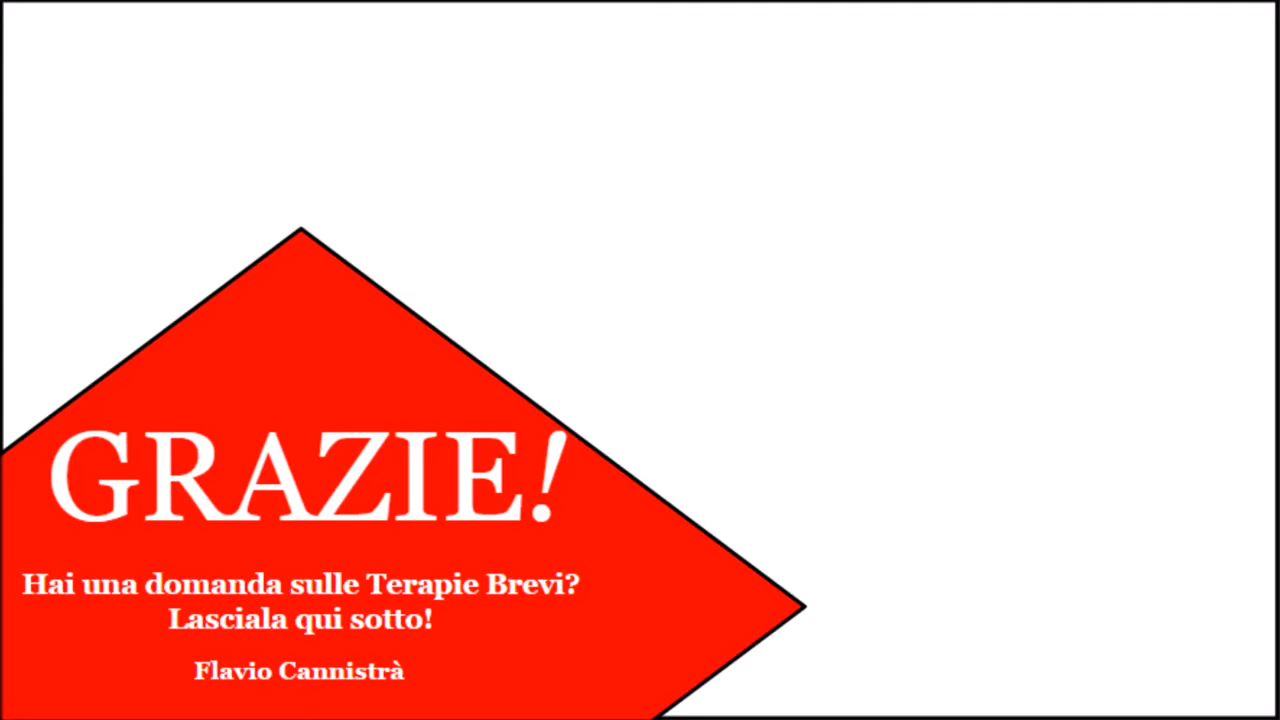 GRAZIE!
Hai una domanda sulle Terapie Brevi?
Lasciala qui sotto!
Flavio Cannistrà